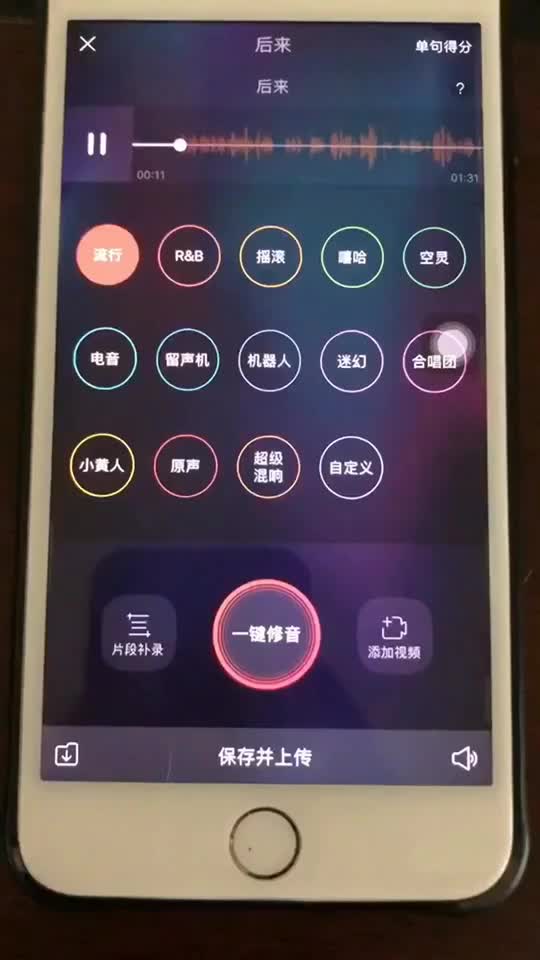 后来
单句得分
后来
?
00:11
01:31
流行
R&B
摇滚
嘻哈
空灵
电音
留声机
机器人
迷幻
合唱团
小黄人
原声
超级
混响
自定义
片段补录
一键修音
添加视频
保存并上传